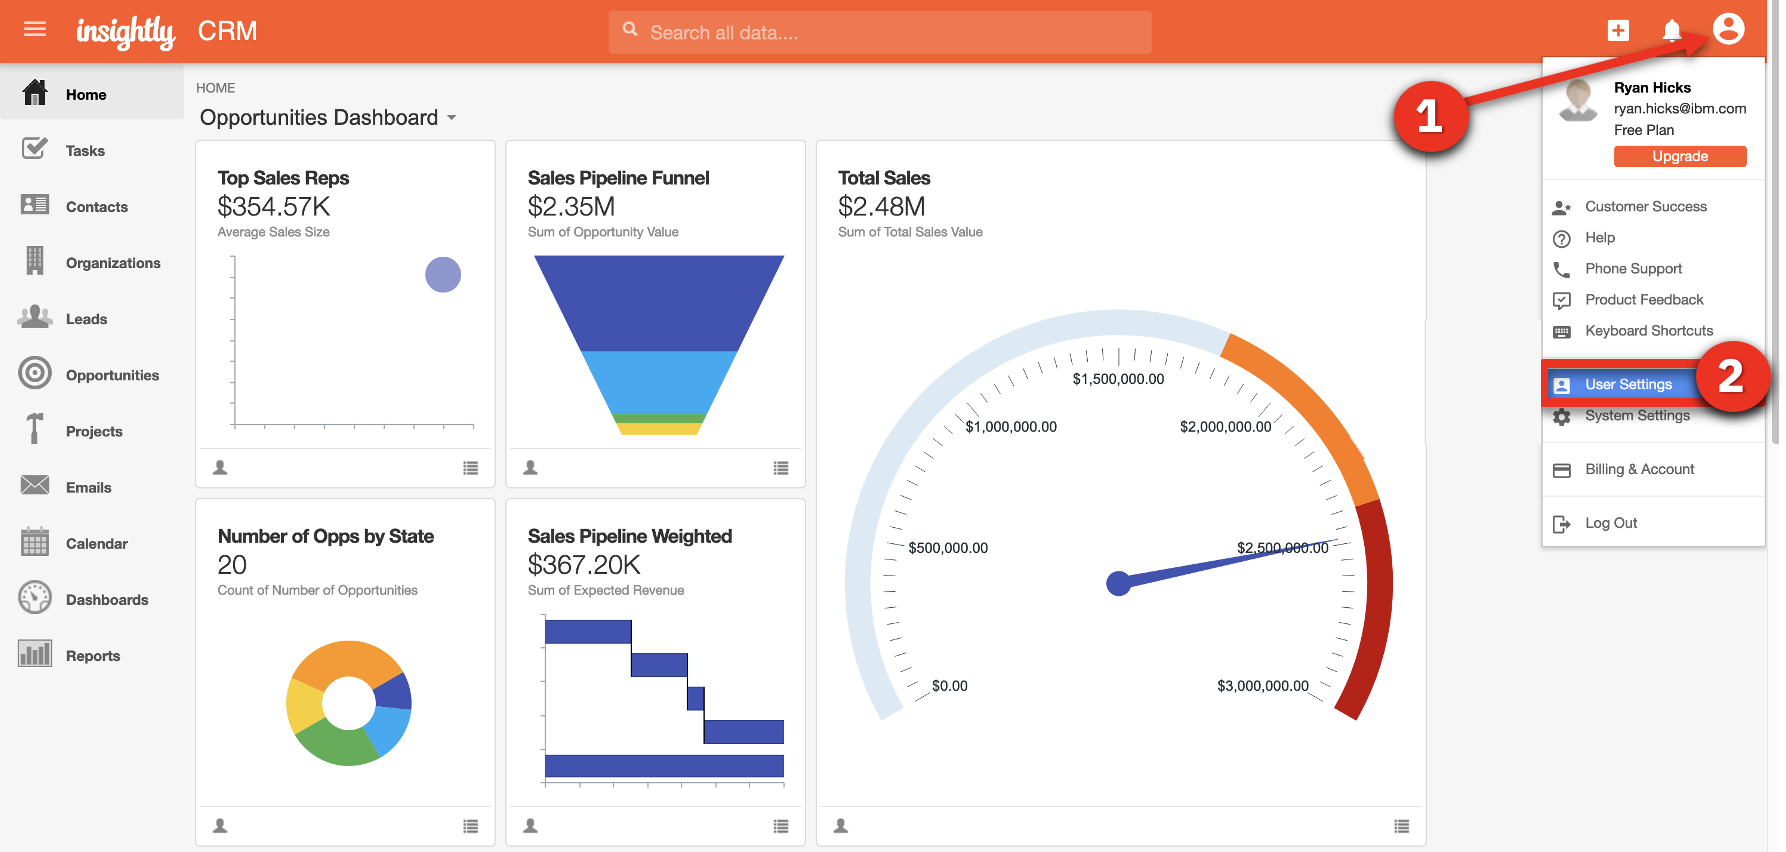 insightly CRM
Search all data....
Home
Tasks
Contacts
Organizations
Leads
Opportunities
Projects
Emails
Calendar
Dashboards
Reports
HOME
Opportunities Dashboard
Top Sales Reps
$354.57K
Average Sales Size
Sales Pipeline Funnel
$2.35M
Sum of Opportunity Value
Total Sales
$2.48M
Sum of Total Sales Value
$0.00
$500,000.00
$1,000,000.00
$1,500,000.00
$2,000,000.00
$2,500,000.00
$3,000,000.00
Number of Opps by State
20
Count of Number of Opportunities
Sales Pipeline Weighted
$367.20K
Sum of Expected Revenue
1
Ryan Hicks
ryan.hicks@ibm.com
Free Plan
Upgrade
Customer Success
Help
Phone Support
Product Feedback
Keyboard Shortcuts
User Settings
2
System Settings
Billing & Account
Log Out